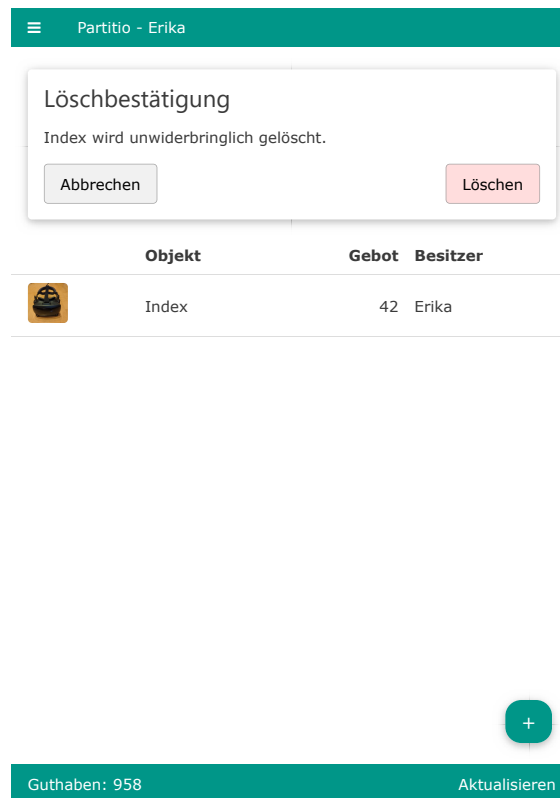 Partitio - Erika
Löschbestätigung
Index wird unwiderbringlich gelöscht.
Abbrechen Löschen
Objekt Gebot Besitzer
Index 42 Erika
+
Guthaben: 958 Aktualisieren